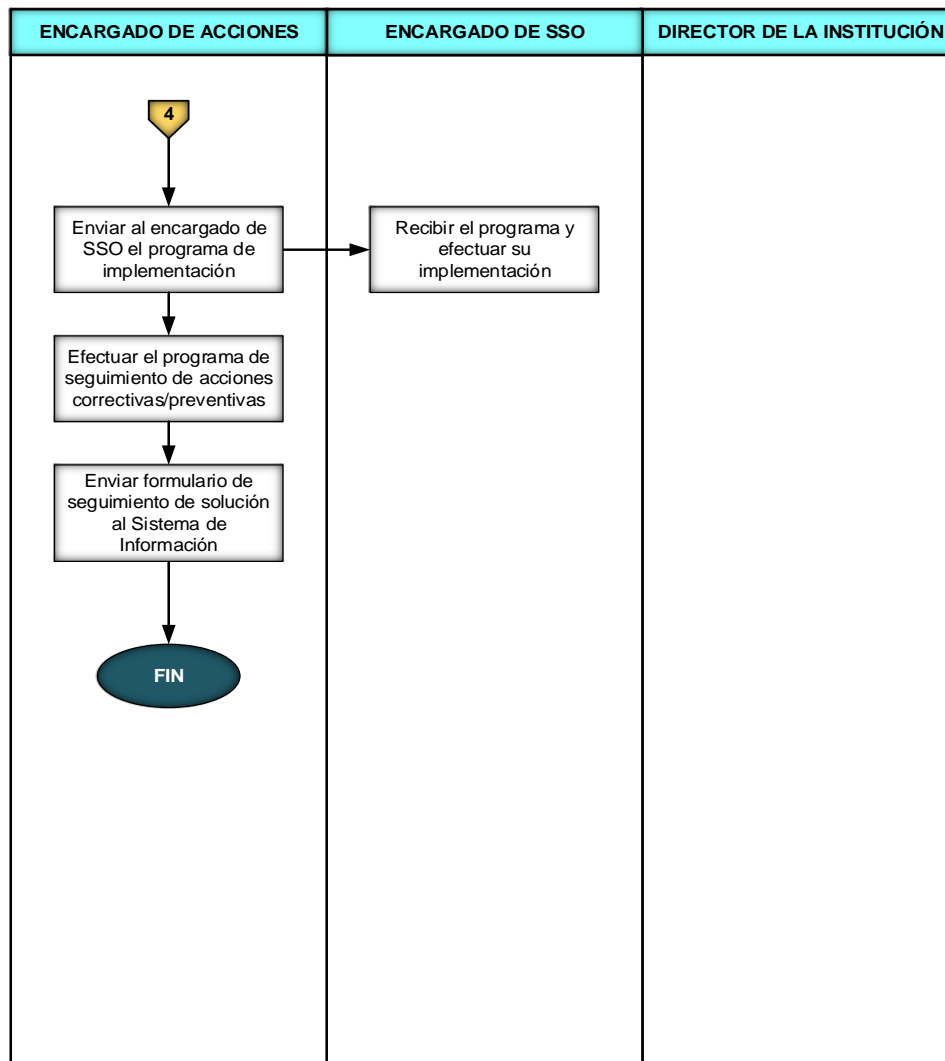 ENCARGADO DE ACCIONES
ENCARGADO DE SSO
DIRECTOR DE LA INSTITUCIÓN
4
Enviar al encargado de
SSO el programa de
implementación
Recibir el programa y
efectuar su
implementación
Efectuar el programa de
seguimiento de acciones
correctivas/preventivas
Enviar formulario de
seguimiento de solución
al Sistema de
Información
FIN